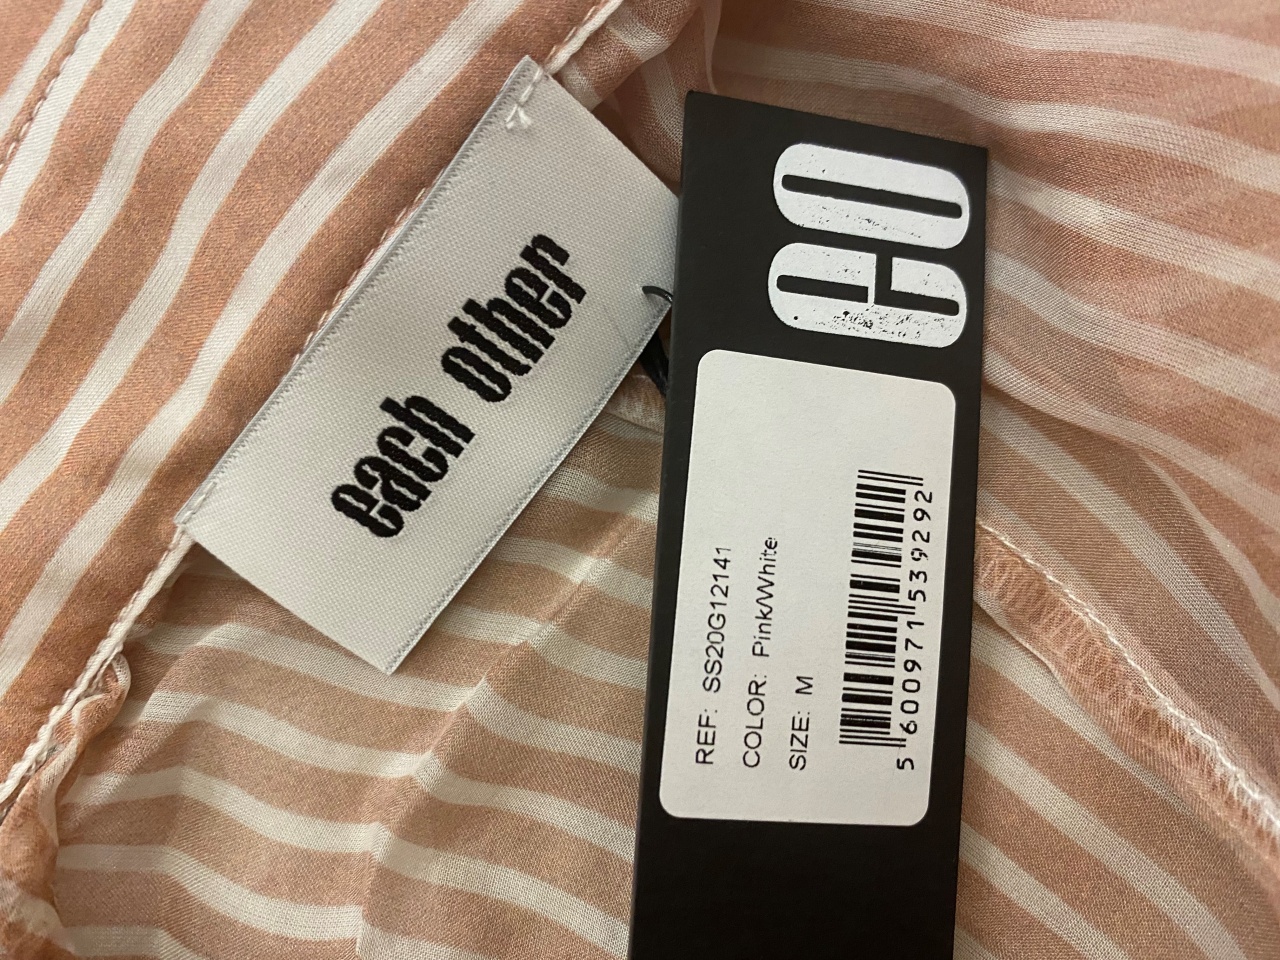 each other
eo
REF: SS20G12141
COLOR: Pink/White
SIZE: M
5 600971 539292